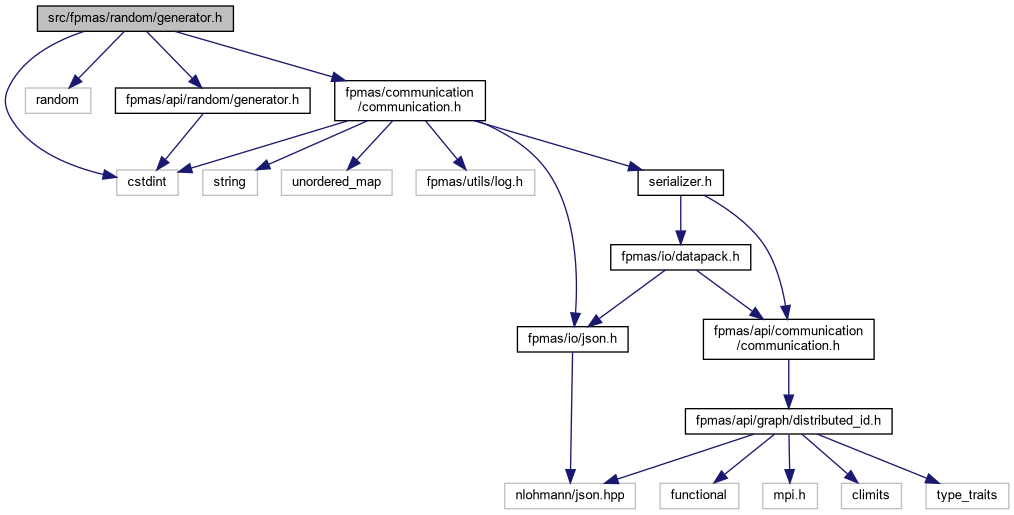 src/fpmas/random/generator.h
random
fpmas/api/random/generator.h
fpmas/communication
/communication.h
cstdint
string
unordered_map
fpmas/utils/log.h
serializer.h
fpmas/io/datapack.h
fpmas/io/json.h
fpmas/api/communication
/communication.h
fpmas/api/graph/distributed_id.h
nlohmann/json.hpp
functional
mpi.h
climits
type_traits